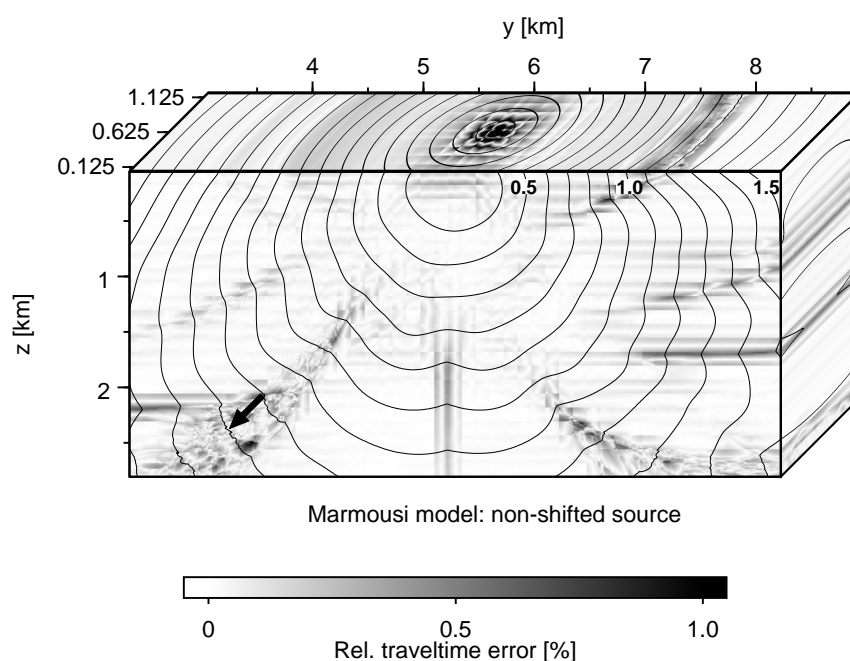 y [km]
4 5 6 7 8
1.125
0.625
0.125
0.5 1.0 1.5
1
z [km]
2
Marmousi model: non-shifted source
0 0.5 1.0
Rel. traveltime error [%]